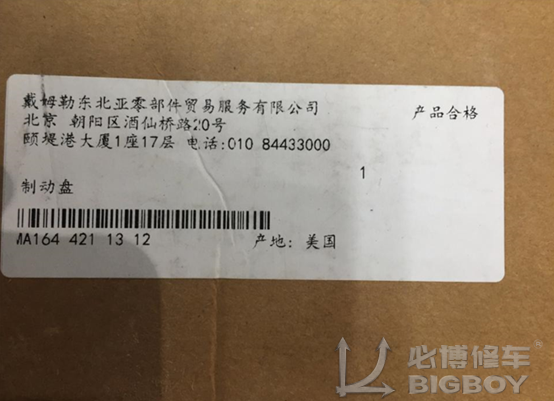 戴姆勒东北亚零部件贸易服务有限公司
产品合格
北京 朝阳区酒仙桥路20号
颐堤港大厦1座17层 电话:010 84433000
1
制动盘
MA164 421 13 12
产地: 美国
必博修车®
BIGBOY